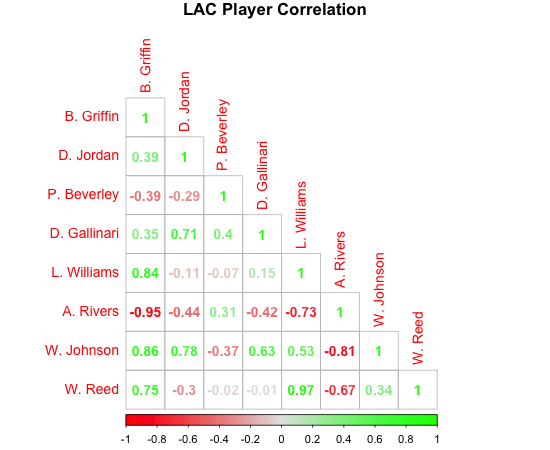 LAC Player Correlation
B. Griffin
D. Jordan
P. Beverley
D. Gallinari
L. Williams
A. Rivers
W. Johnson
W. Reed
B. Griffin 1
D. Jordan 0.39 1
P. Beverley -0.39 -0.29 1
D. Gallinari 0.35 0.71 0.4 1
L. Williams 0.84 -0.11 -0.07 0.15 1
A. Rivers -0.95 -0.44 0.31 -0.42 -0.73 1
W. Johnson 0.86 0.78 -0.37 0.63 0.53 -0.81 1
W. Reed 0.75 -0.3 -0.02 -0.01 0.97 -0.67 0.34 1
-1 -0.8 -0.6 -0.4 -0.2 0 0.2 0.4 0.6 0.8 1